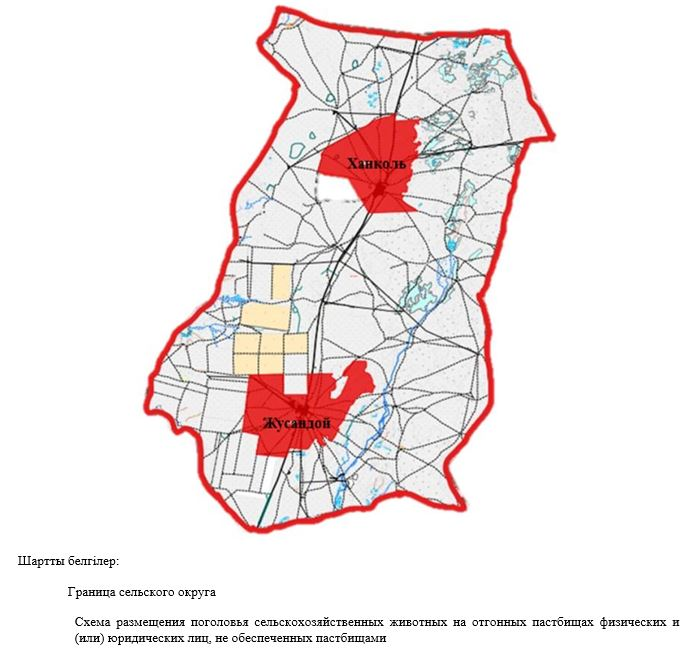 Ханколь
Жусандой
Шартты белгілер:
Граница сельского округа
Схема размещения поголовья сельскохозяйственных животных на отгонных пастбищах физических и
(или) юридических лиц, не обеспеченных пастбищами